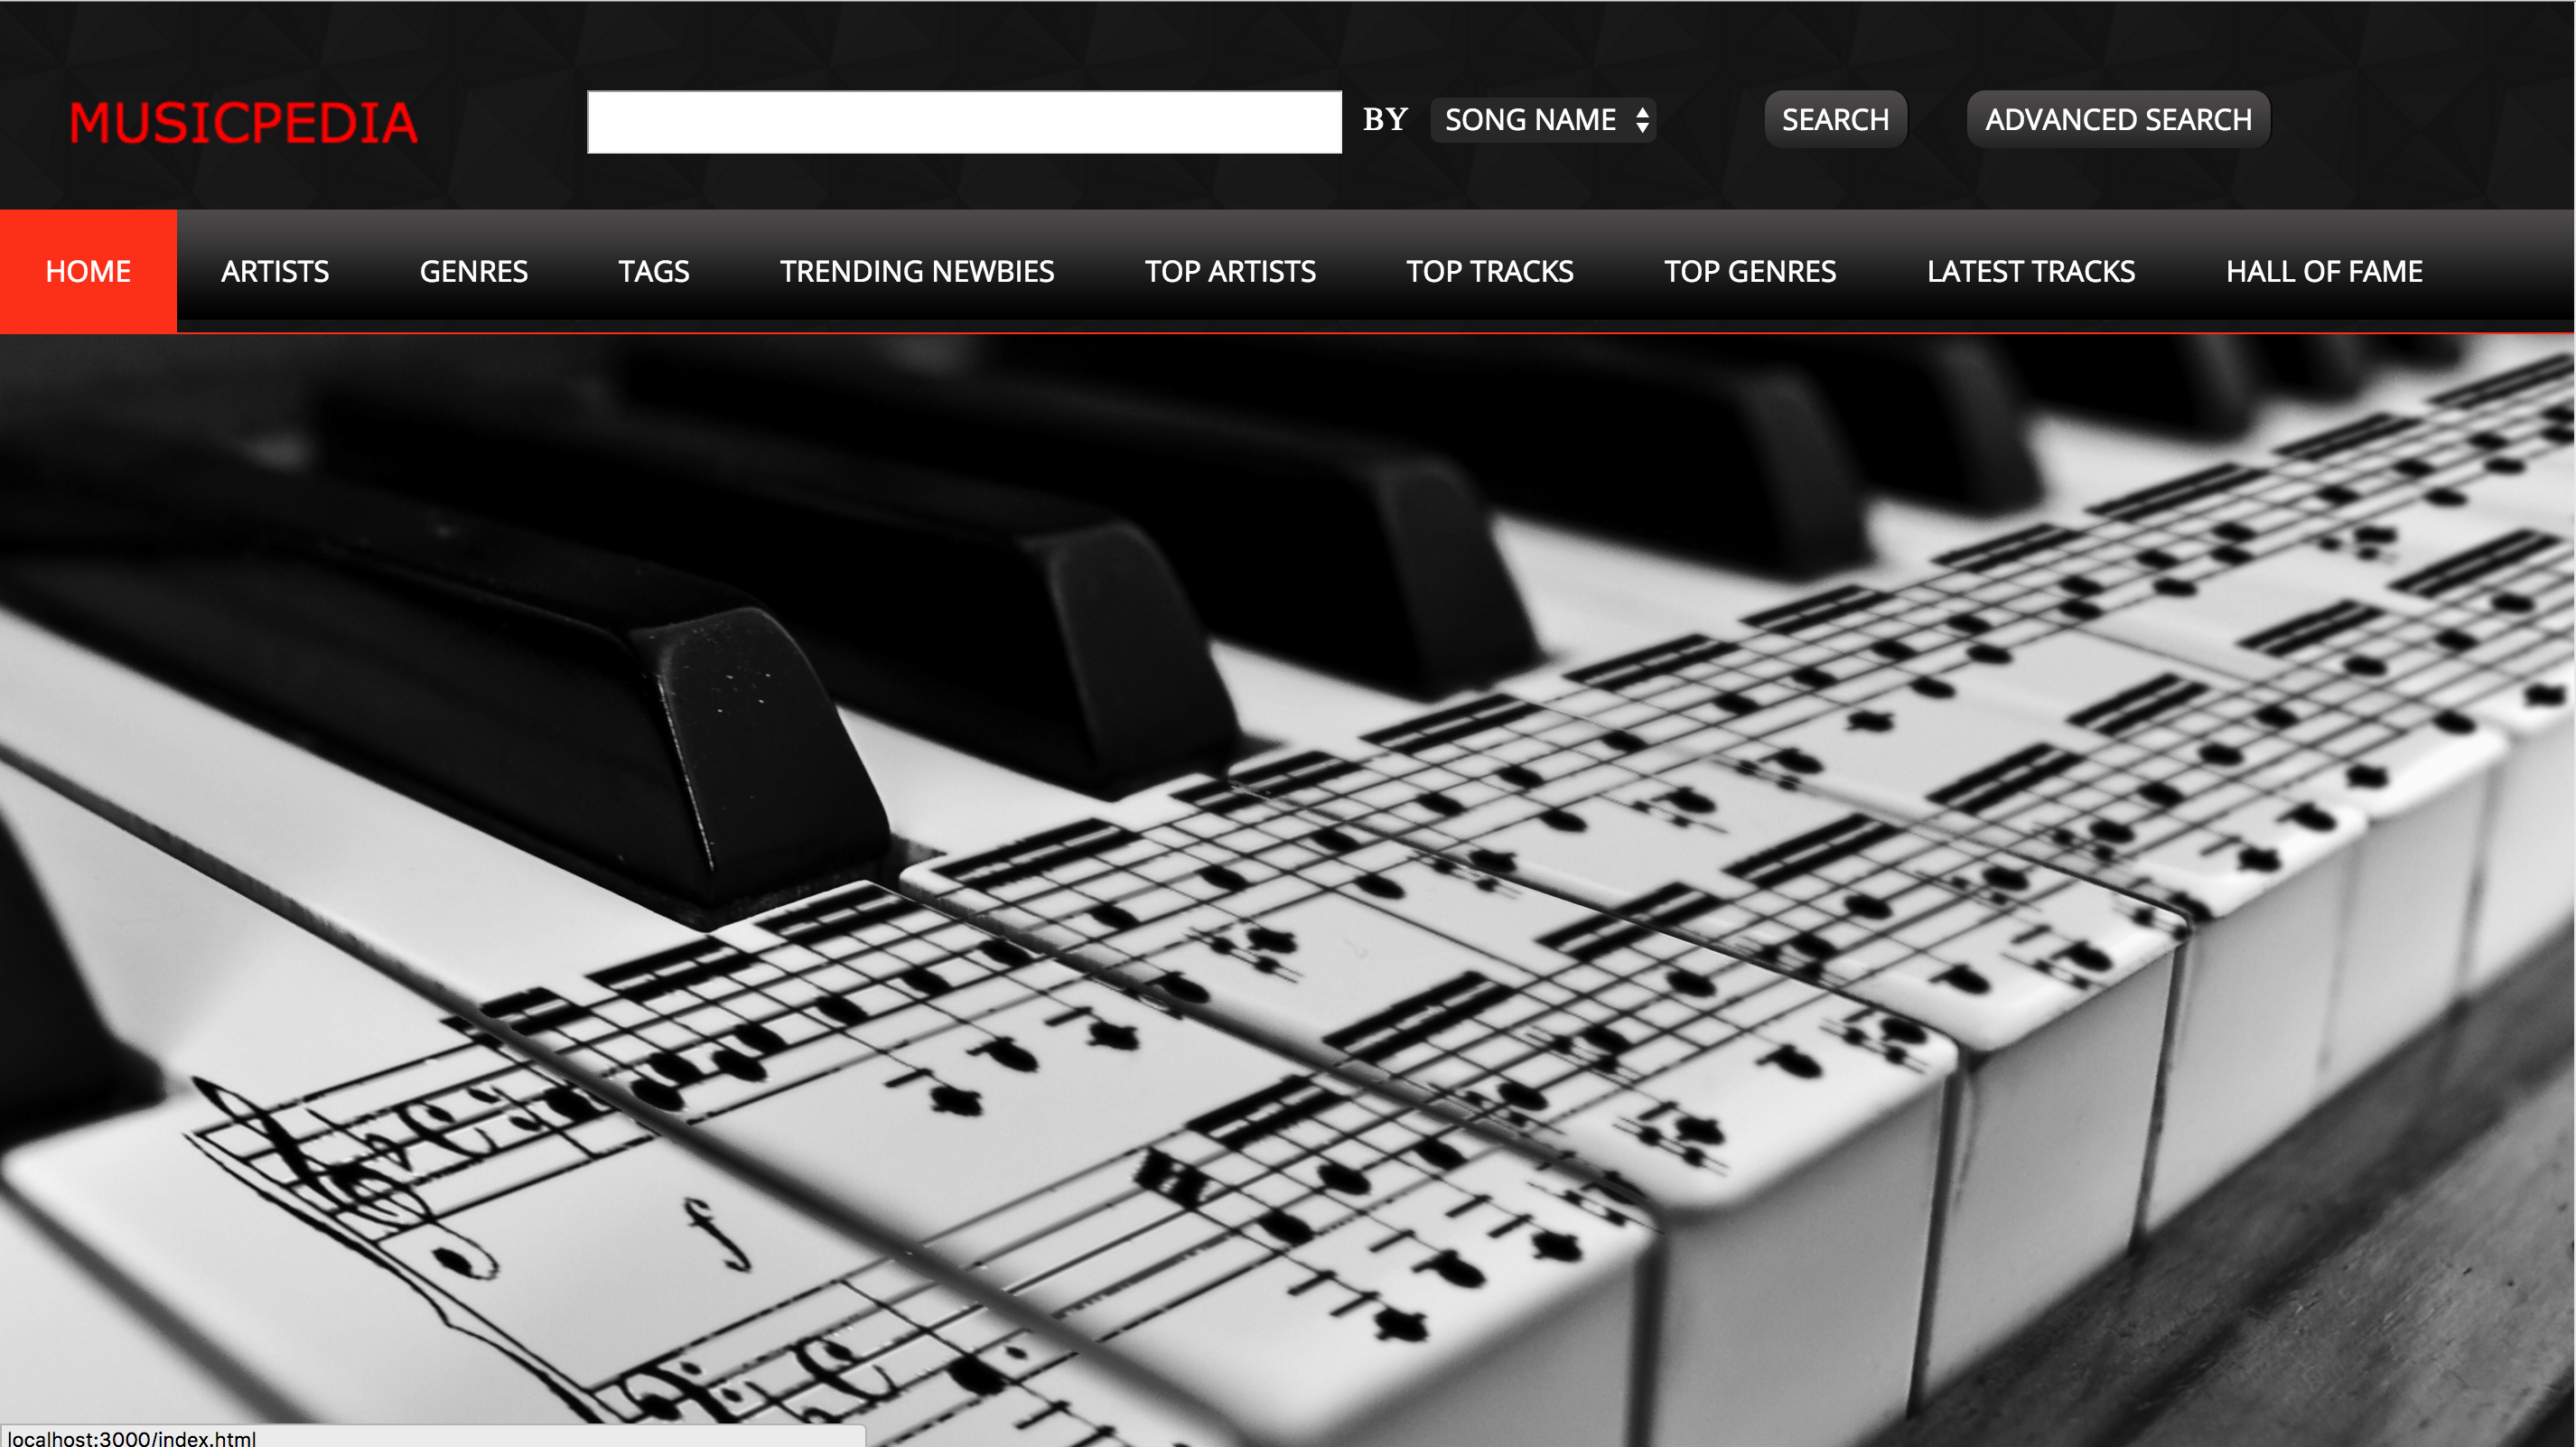 MUSICPEDIA
BY SONG NAME SEARCH ADVANCED SEARCH
HOME ARTISTS GENRES TAGS TRENDING NEWBIES TOP ARTISTS TOP TRACKS TOP GENRES LATEST TRACKS HALL OF FAME
f
localhost:3000/index.html